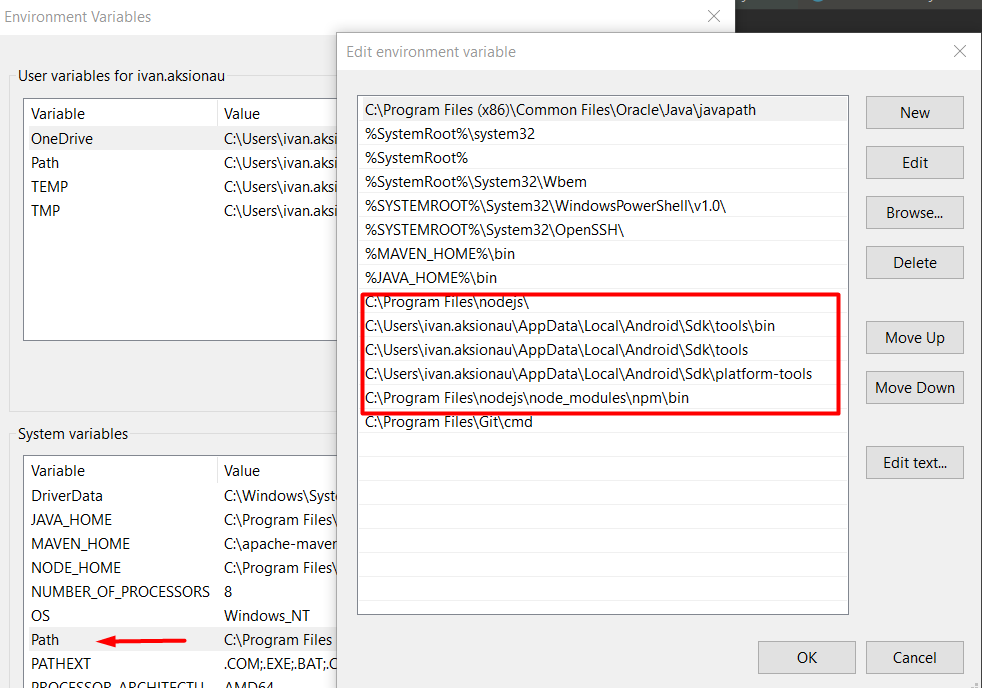 Environment Variables
Edit environment variable
User variables for ivan.aksionau
Variable Value
OneDrive C:\Users\ivan.aksi
Path C:\Users\ivan.aksi
TEMP C:\Users\ivan.aksi
TMP C:\Users\ivan.aksi
C:\Program Files (x86)\Common Files\Oracle\Java\javapath
%SystemRoot%\system32
%SystemRoot%
%SystemRoot%\System32\Wbem
%SYSTEMROOT%\System32\WindowsPowerShell\v1.0\
%SYSTEMROOT%\System32\OpenSSH\
%MAVEN_HOME%\bin
%JAVA_HOME%\bin
C:\Program Files\nodejs\
C:\Users\ivan.aksionau\AppData\Local\Android\Sdk\tools\bin
C:\Users\ivan.aksionau\AppData\Local\Android\Sdk\tools
C:\Users\ivan.aksionau\AppData\Local\Android\Sdk\platform-tools
C:\Program Files\nodejs\node_modules\npm\bin
C:\Program Files\Git\cmd
New
Edit
Browse...
Delete
Move Up
Move Down
Edit text...
System variables
Variable Value
DriverData C:\Windows\Syst
JAVA_HOME C:\Program Files\
MAVEN_HOME C:\apache-maver
NODE_HOME C:\Program Files\
NUMBER_OF_PROCESSORS 8
OS Windows_NT
Path C:\Program Files
PATHEXT .COM;.EXE;.BAT;.C
PROCESSOR_ARCHITECTU AMD64
OK
Cancel